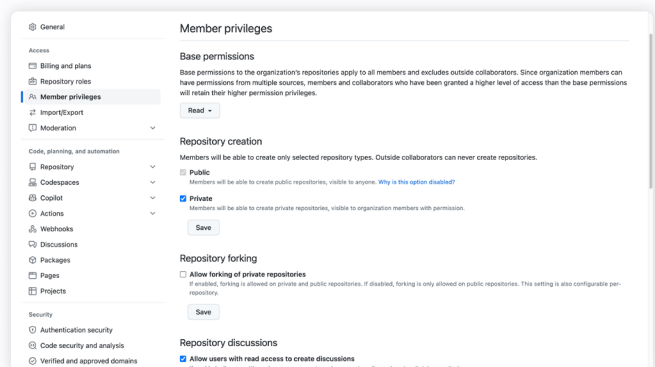 General
Access
Billing and plans
Repository roles
Member privileges
Import/Export
Moderation
Code, planning, and automation
Repository
Codespaces
Copilot
Actions
Webhooks
Discussions
Packages
Pages
Projects
Security
Authentication security
Code security and analysis
Verified and approved domains
Member privileges
Base permissions
Base permissions to the organization's repositories apply to all members and excludes outside collaborators. Since organization members can
have permissions from multiple sources, members and collaborators who have been granted a higher level of access than the base permissions
will retain their higher permission privileges.
Read
Repository creation
Members will be able to create only selected repository types. Outside collaborators can never create repositories.
Public
Members will be able to create public repositories, visible to anyone. Why is this option disabled?
Private
Members will be able to create private repositories, visible to organization members with permission.
Save
Repository forking
Allow forking of private repositories
If enabled, forking is allowed on private and public repositories. If disabled, forking is only allowed on public repositories. This setting is also configurable per-
repository.
Save
Repository discussions
Allow users with read access to create discussions